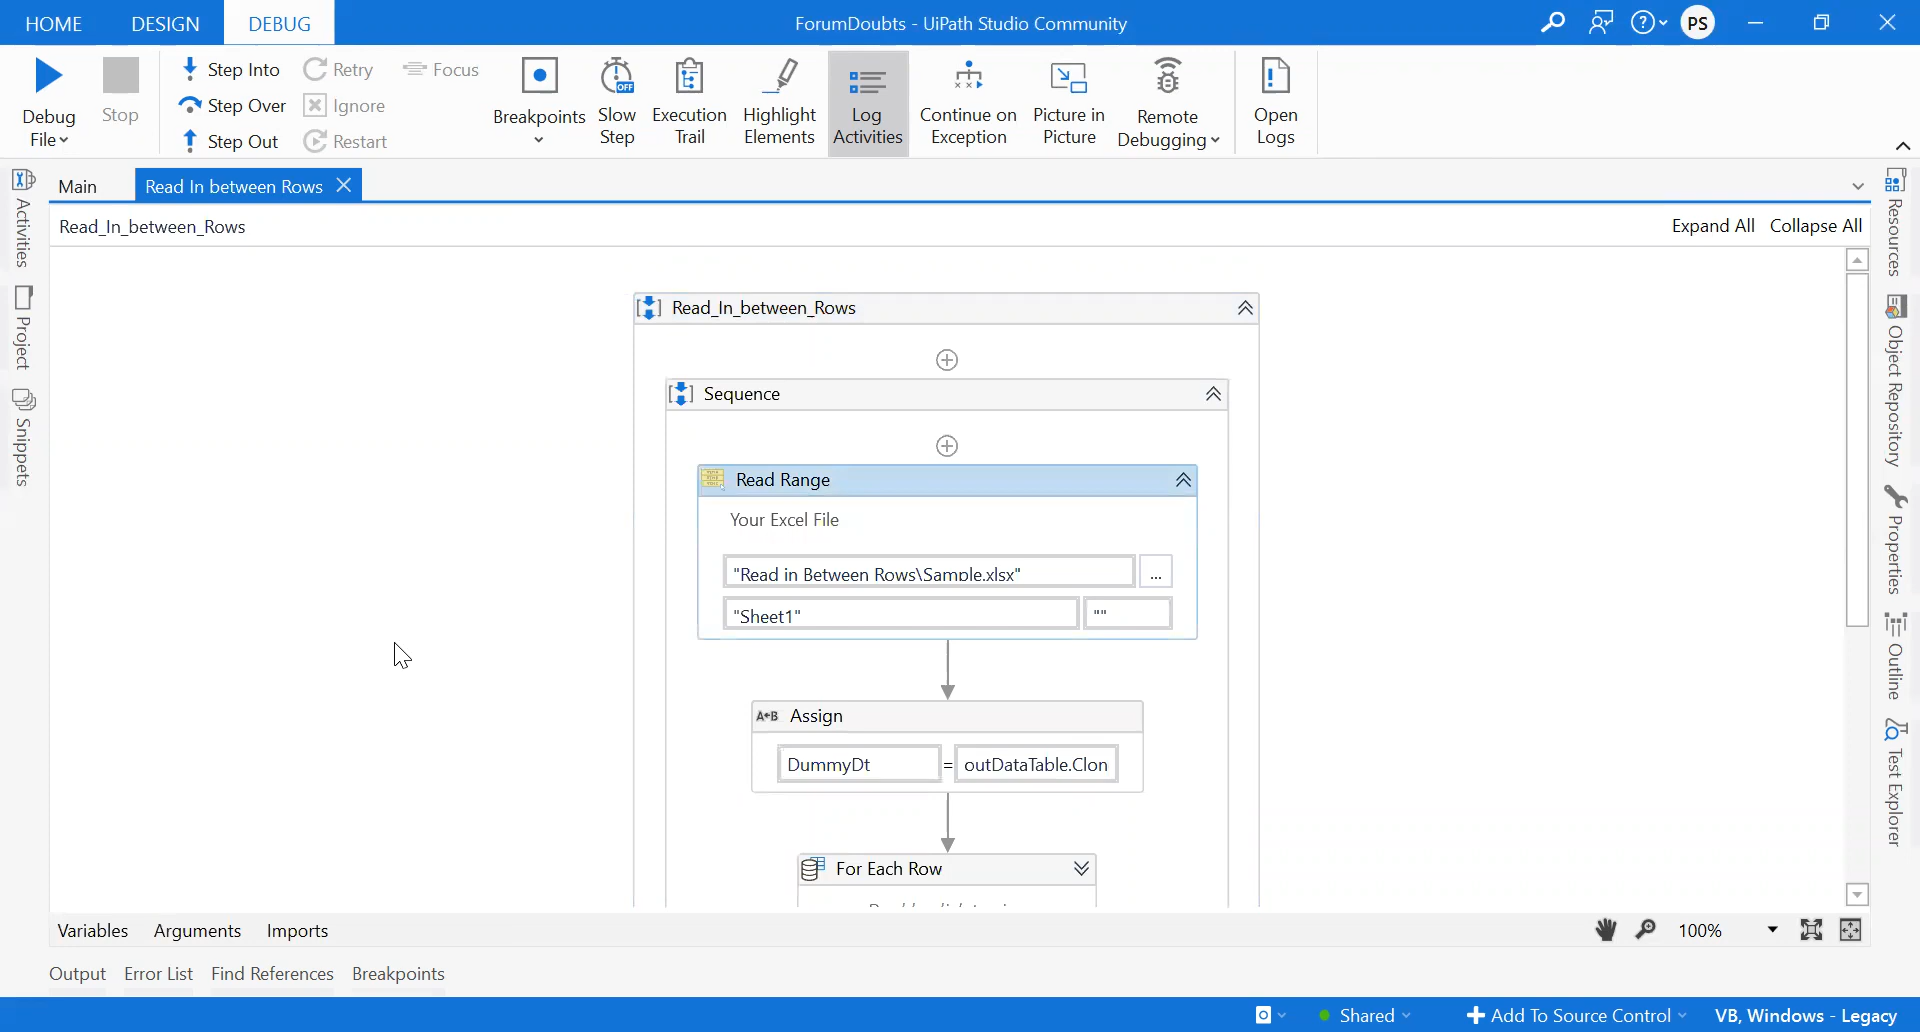 HOME DESIGN DEBUG ForumDoubts - UiPath Studio Community PS
Debug File
Stop
Step Into
Step Over
Step Out
Retry
Ignore
Restart
Focus
Breakpoints
Slow Step
OFF
Execution Trail
Highlight Elements
Log Activities
Continue on Exception
Picture in Picture
Remote Debugging
Open Logs
Main Read In between Rows
Read_In_between_Rows Expand All Collapse All
Activities
Project
Snippets
Read_In_between_Rows
Sequence
Read Range
Your Excel File
"Read in Between Rows\Sample.xlsx" ...
"Sheet1" ""
A+B Assign
DummyDt = outDataTable.Clon
For Each Row
Resources
Object Repository
Properties
Outline
Test Explorer
Variables Arguments Imports 100%
Output Error List Find References Breakpoints
Shared Add To Source Control VB, Windows - Legacy